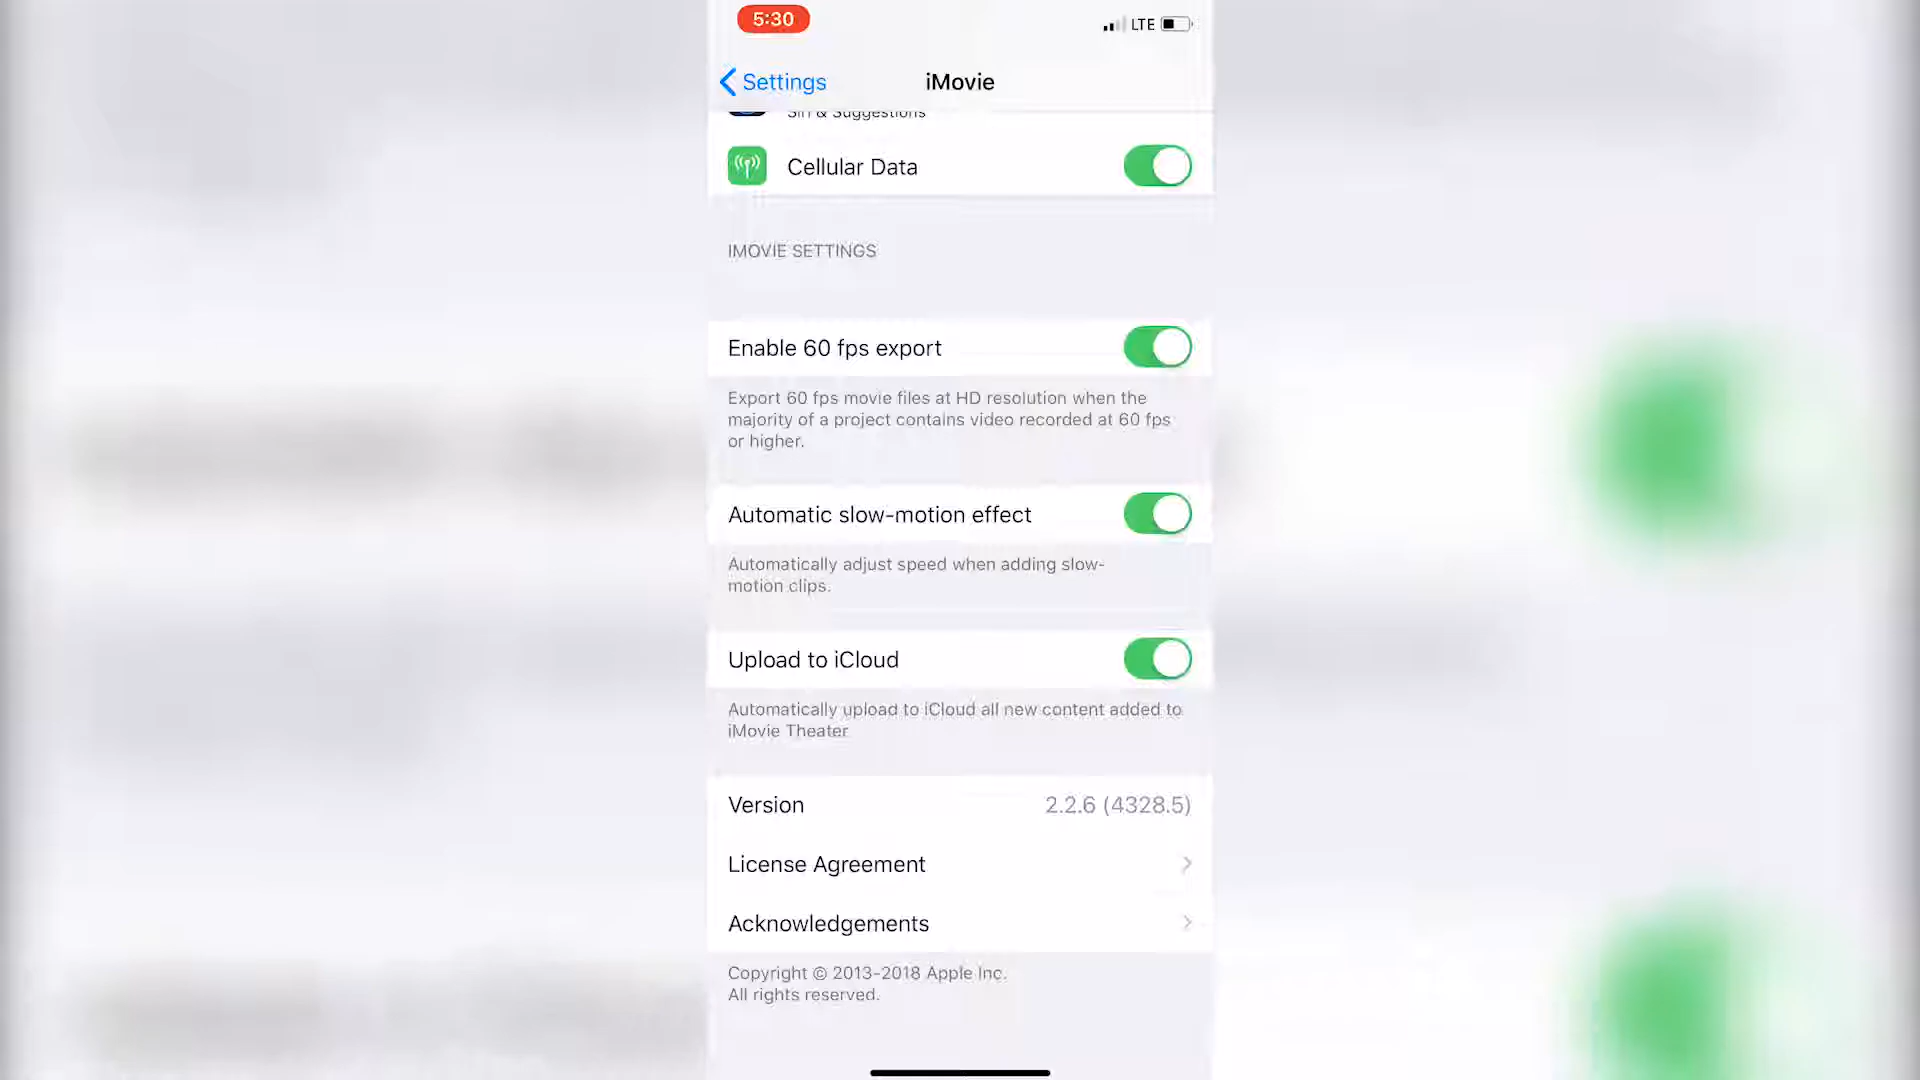 5:30
LTE
Settings
iMovie
Siri & Suggestions
Cellular Data
IMOVIE SETTINGS
Enable 60 fps export
Export 60 fps movie files at HD resolution when the
majority of a project contains video recorded at 60 fps
or higher.
Automatic slow-motion effect
Automatically adjust speed when adding slow-
motion clips.
Upload to iCloud
Automatically upload to iCloud all new content added to
iMovie Theater
Version
2.2.6 (4328.5)
License Agreement
Acknowledgements
Copyright © 2013-2018 Apple Inc.
All rights reserved.